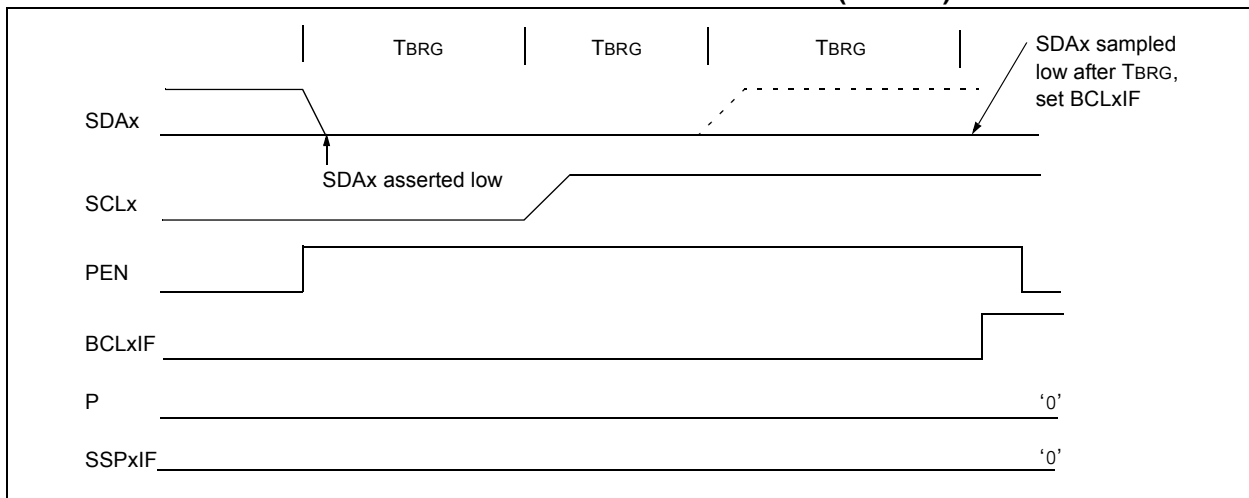 TBRG TBRG TBRG
SDAx sampled
low after TBRG,
set BCLxIF
SDAx
SDAx asserted low
SCLx
PEN
BCLxIF
P ‘0’
SSPxIF ‘0’